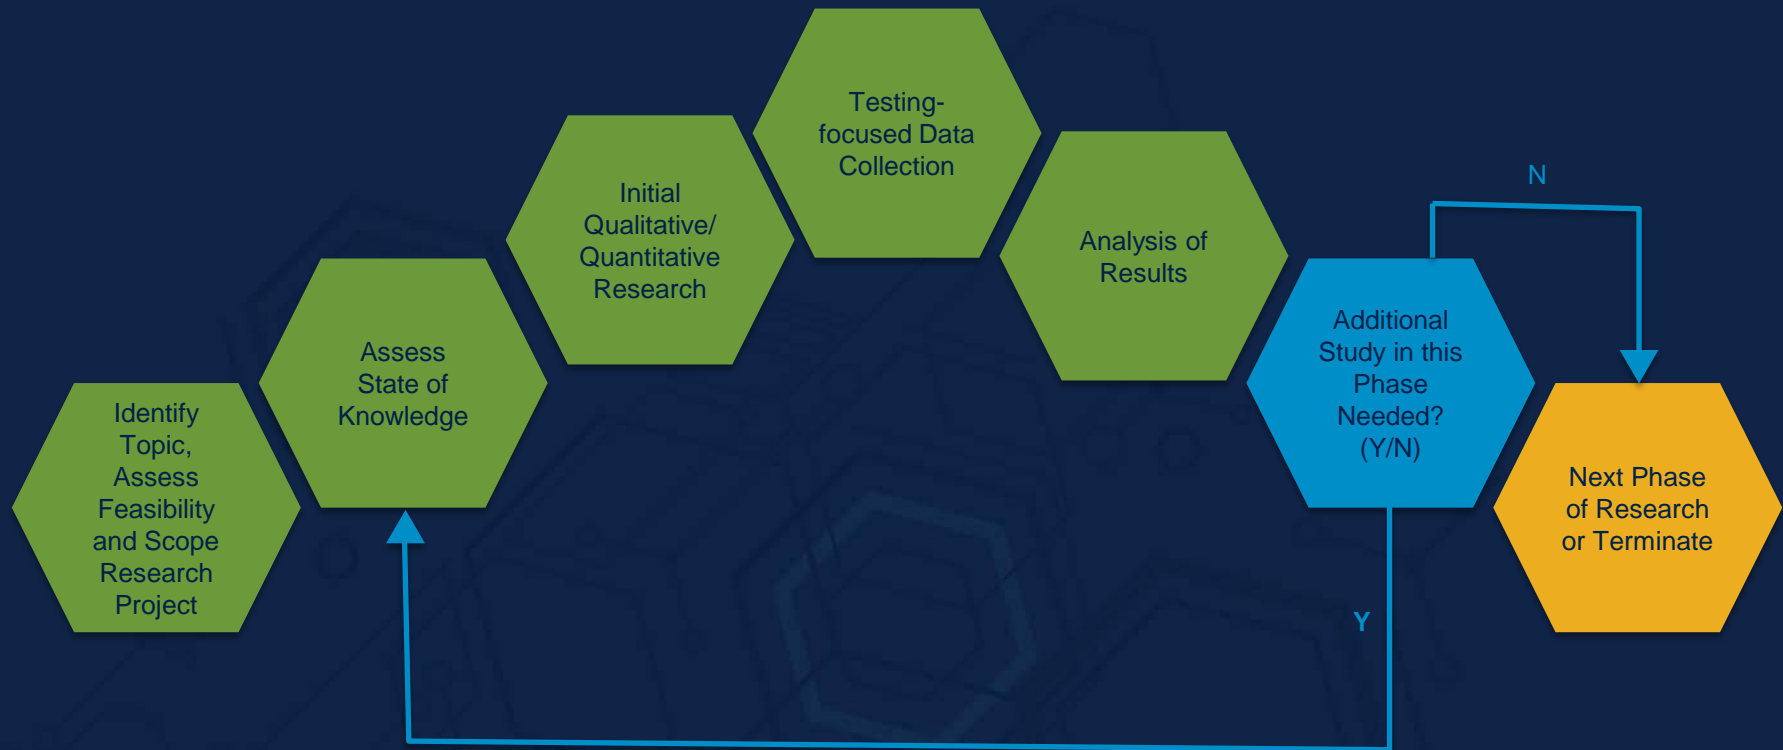 Identify
Topic,
Assess
Feasibility
and Scope
Research
Project
Assess
State of
Knowledge
Initial
Qualitative/
Quantitative
Research
Testing-
focused Data
Collection
Analysis of
Results
Additional
Study in this
Phase
Needed?
(Y/N)
N
Y
Next Phase
of Research
or Terminate